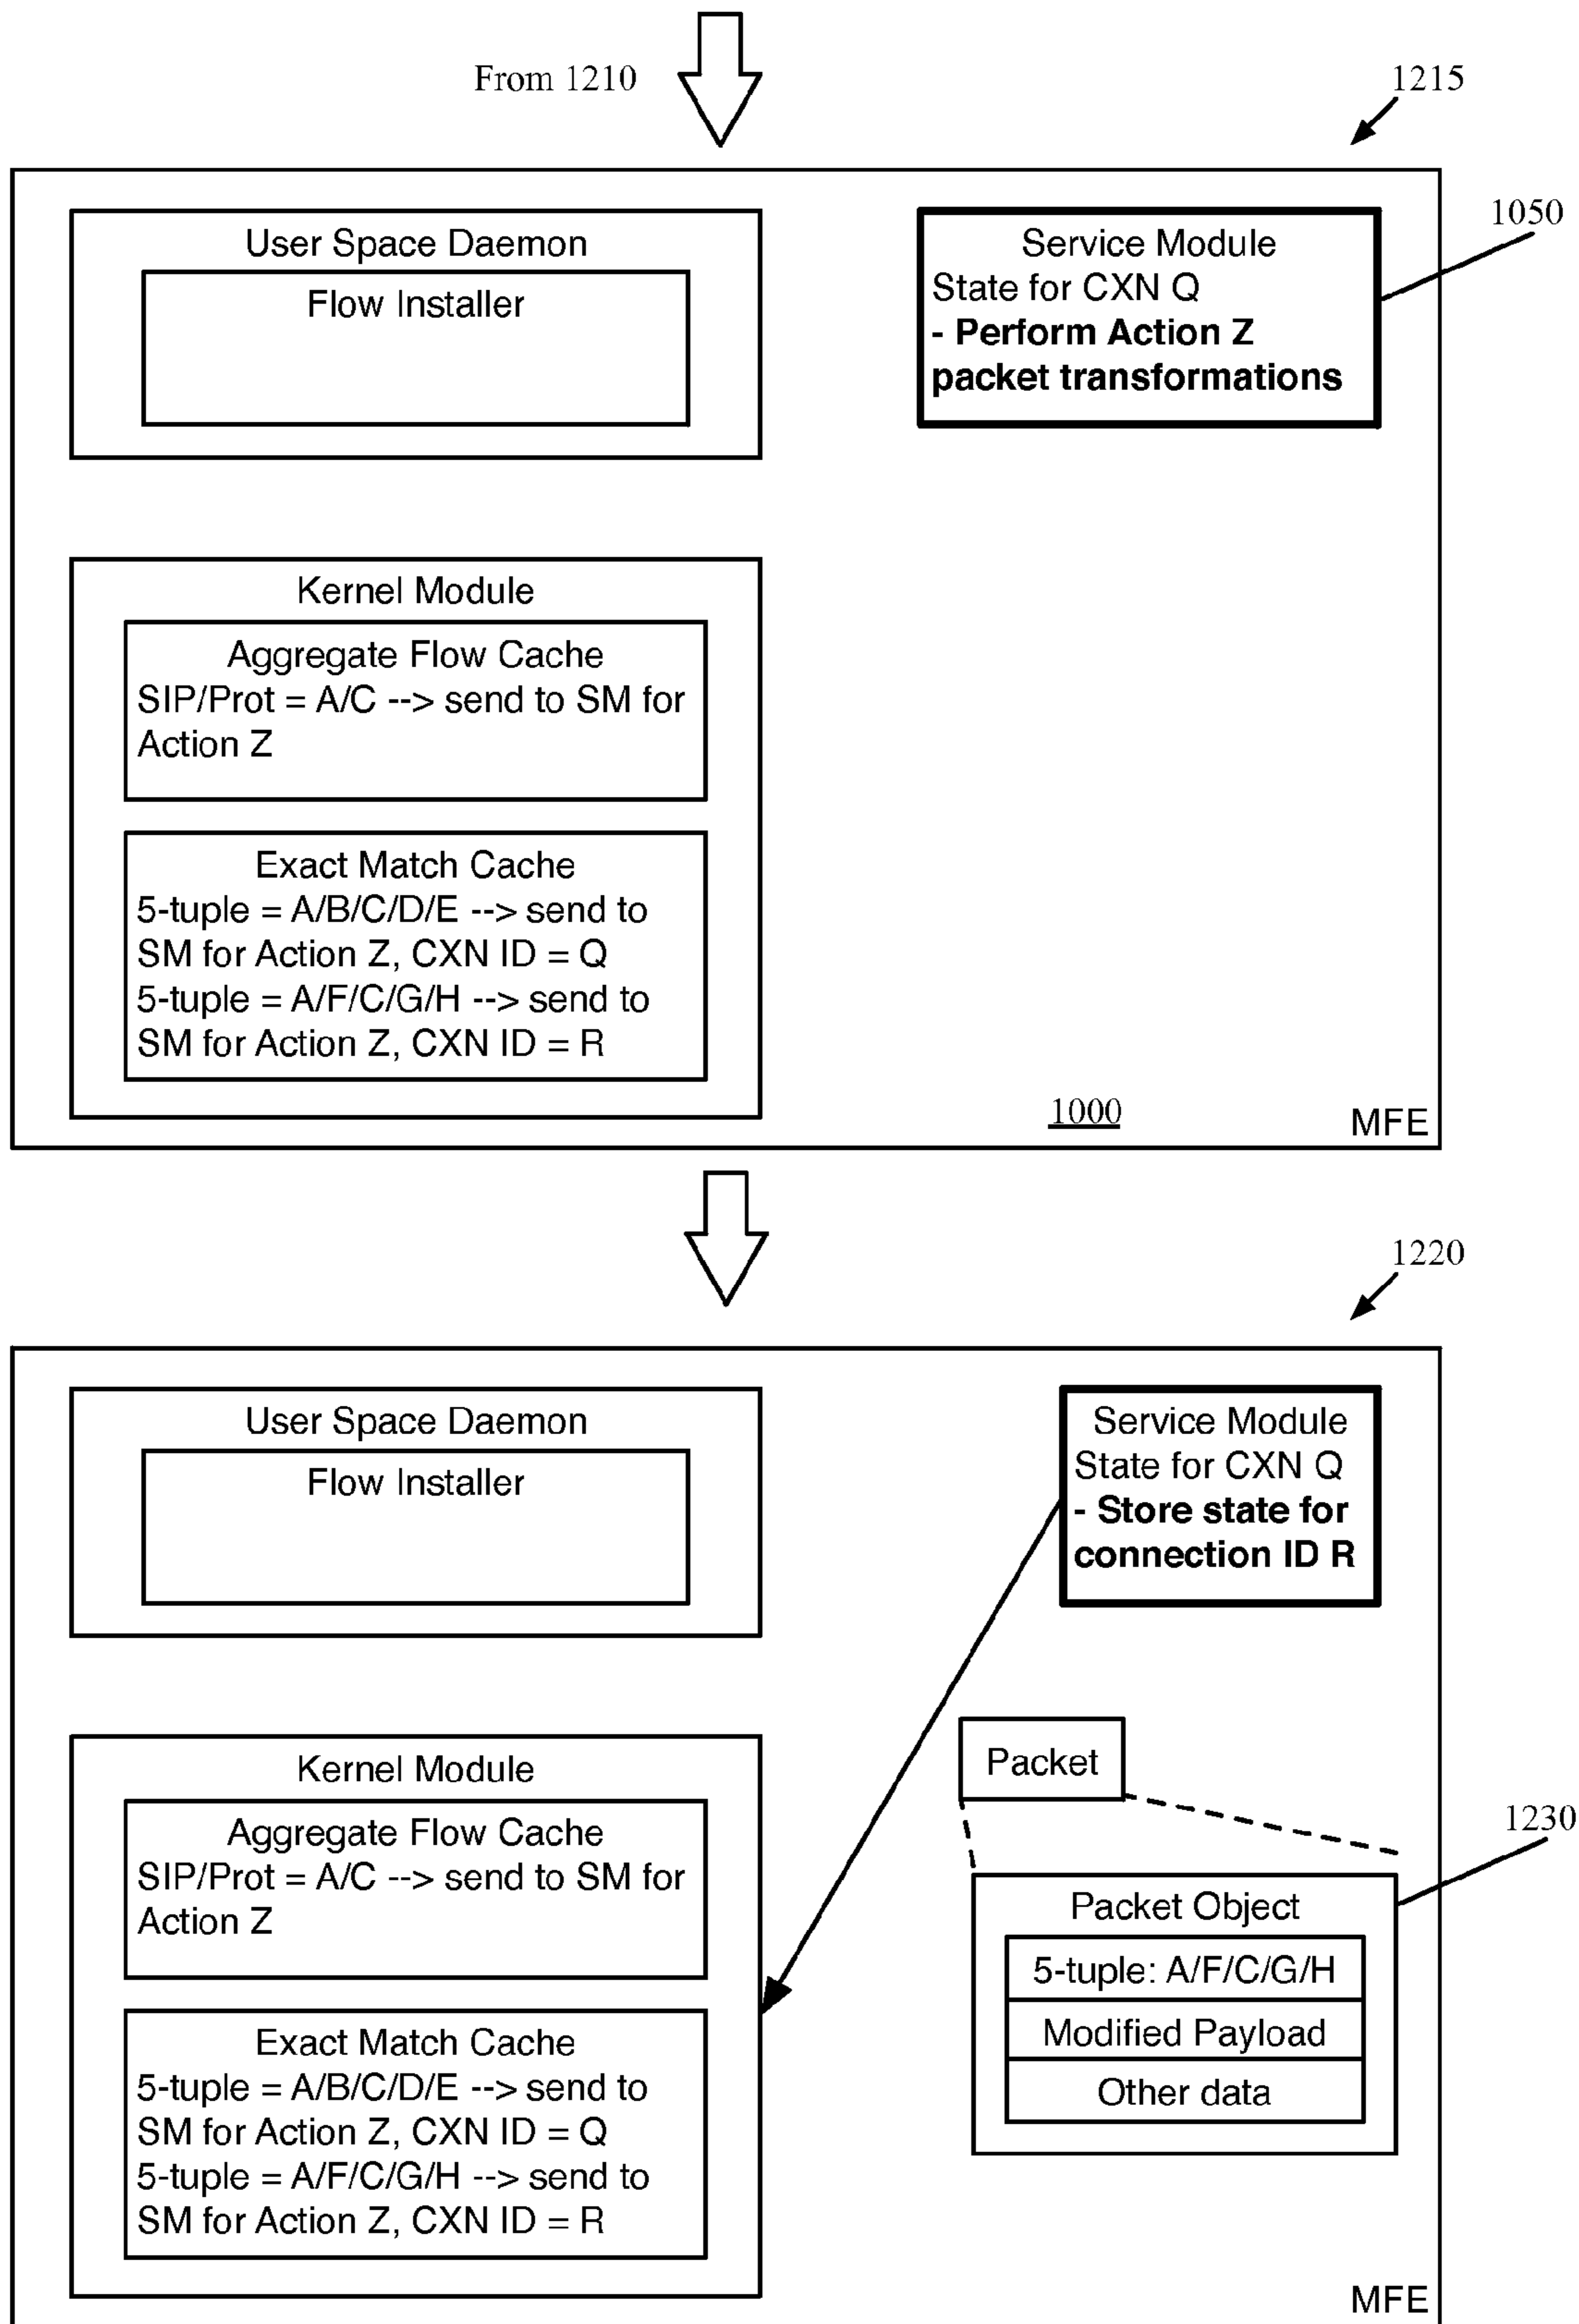 From 1210
1215
1050
User Space Daemon
Flow Installer
Service Module
State for CXN Q
- Perform Action Z
packet transformations
Kernel Module
Aggregate Flow Cache
SIP/Prot = A/C --> send to SM for
Action Z
Exact Match Cache
5-tuple = A/B/C/D/E --> send to
SM for Action Z, CXN ID = Q
5-tuple = A/F/C/G/H --> send to
SM for Action Z, CXN ID = R
1000
MFE
1220
User Space Daemon
Flow Installer
Service Module
State for CXN Q
- Store state for
connection ID R
Packet
1230
Kernel Module
Aggregate Flow Cache
SIP/Prot = A/C --> send to SM for
Action Z
Packet Object
5-tuple: A/F/C/G/H
Modified Payload
Other data
Exact Match Cache
5-tuple = A/B/C/D/E --> send to
SM for Action Z, CXN ID = Q
5-tuple = A/F/C/G/H --> send to
SM for Action Z, CXN ID = R
MFE